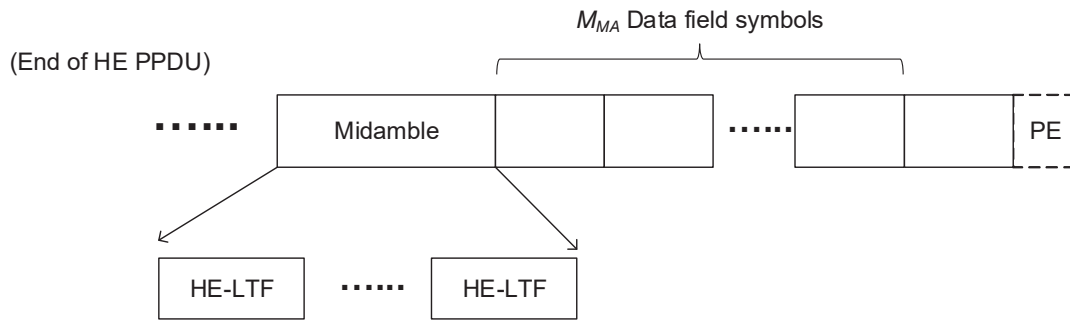 M_MA Data field symbols
(End of HE PPDU)
...... Midamble ...... PE
HE-LTF ...... HE-LTF